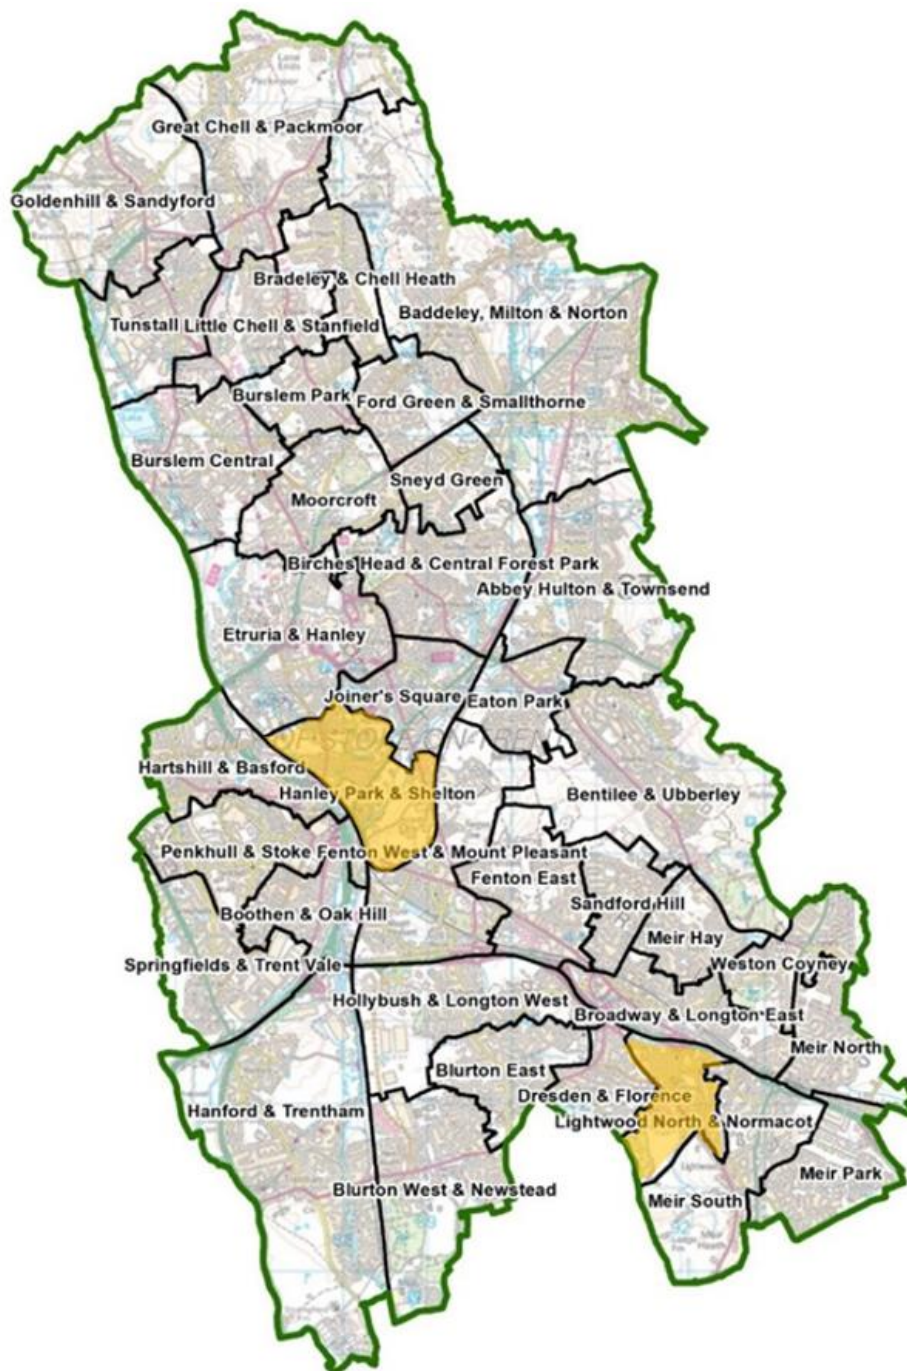 Great Chell & Packmoor
Goldenhill & Sandyford
Bradeley & Chell Heath
Baddeley, Milton & Norton
Tunstall
Little Chell & Stanfield
Burslem Park
Ford Green & Smallthorne
Burslem Central
Sneyd Green
Moorcroft
Birches Head & Central Forest Park
Abbey Hulton & Townsend
Etruria & Hanley
Joiner's Square
Eaton Park
Hartshill & Basford
Hanley Park & Shelton
Bentilee & Ubberley
Penkhull & Stoke
Fenton West & Mount Pleasant
Fenton East
Sandford Hill
Boothen & Oak Hill
Meir Hay
Springfields & Trent Vale
Weston Coyney
Hollybush & Longton West
Broadway & Longton East
Meir North
Blurton East
Dresden & Florence
Hanford & Trentham
Lightwood North & Normacot
Meir Park
Blurton West & Newstead
Meir South